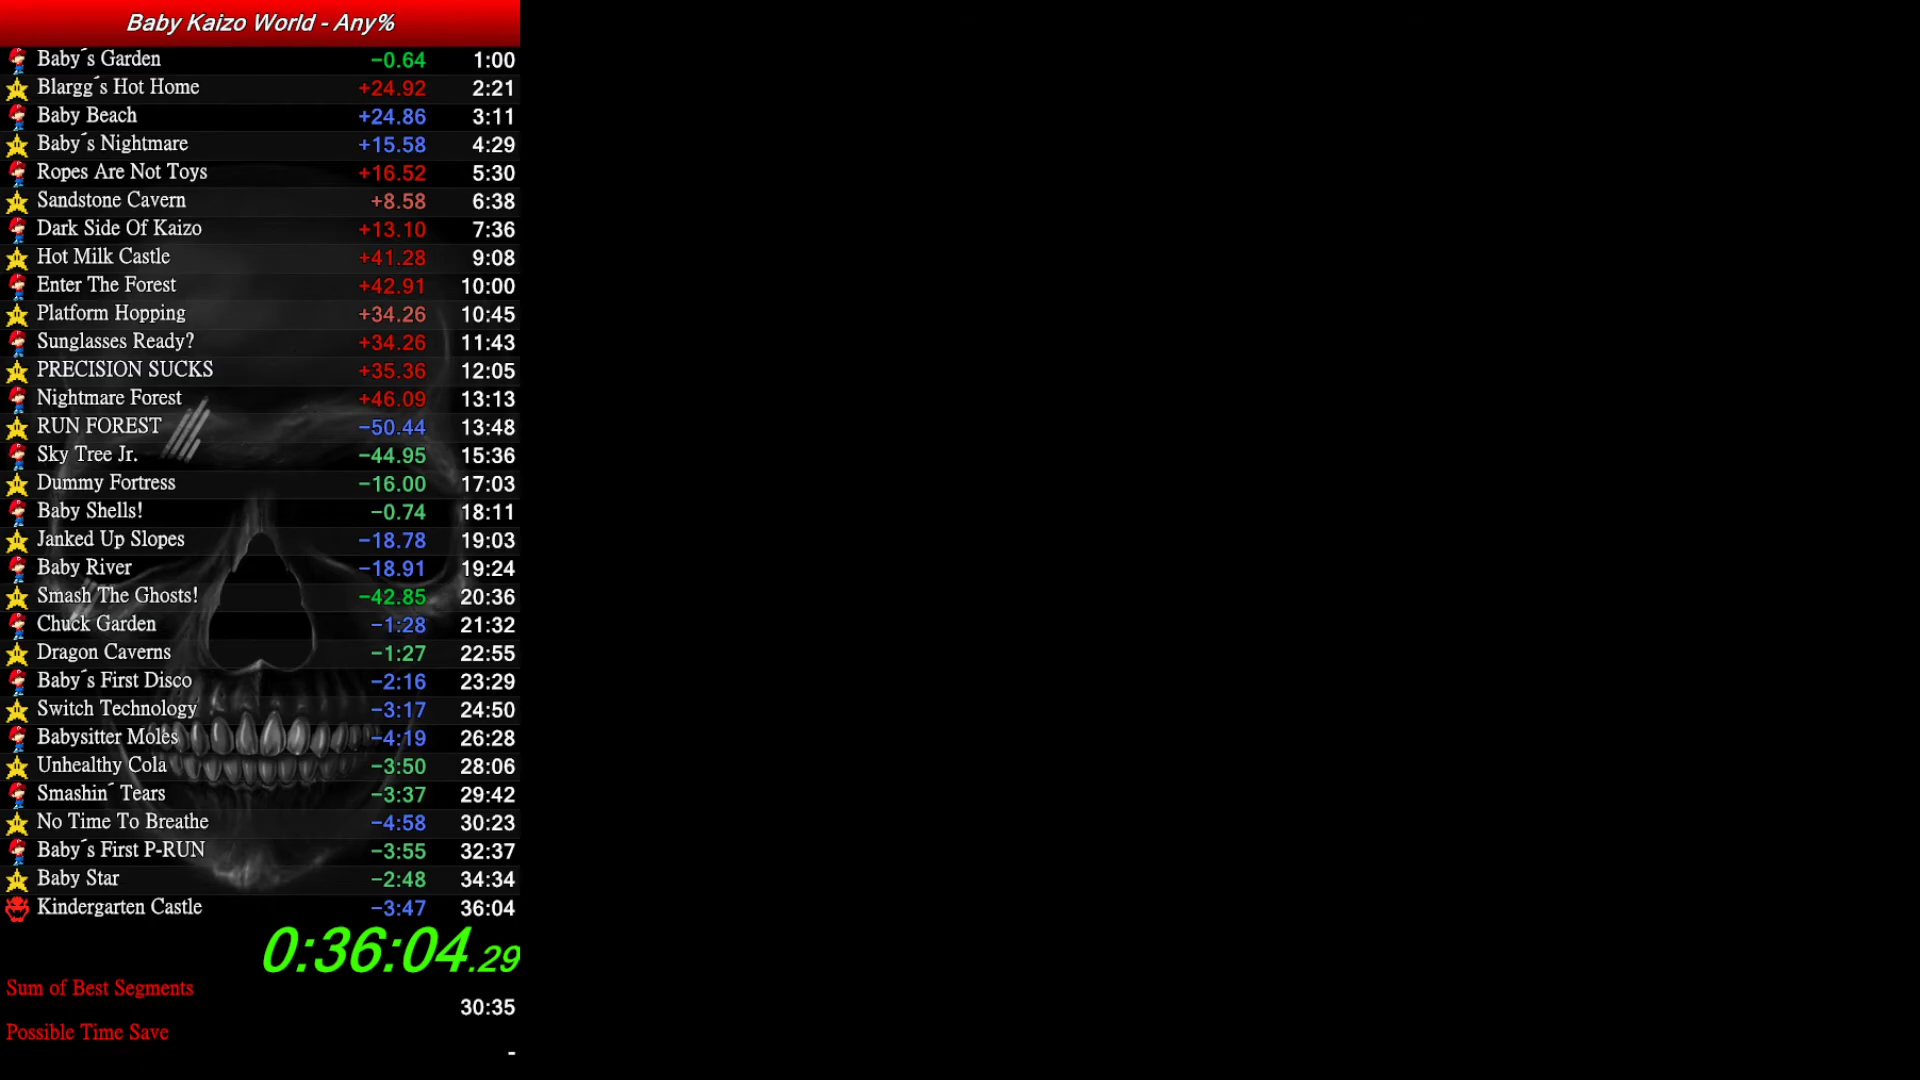 Baby Kaizo World - Any%
Baby´s Garden −0.64 1:00
Blargg´s Hot Home +24.92 2:21
Baby Beach +24.86 3:11
Baby´s Nightmare +15.58 4:29
Ropes Are Not Toys +16.52 5:30
Sandstone Cavern +8.58 6:38
Dark Side Of Kaizo +13.10 7:36
Hot Milk Castle +41.28 9:08
Enter The Forest +42.91 10:00
Platform Hopping +34.26 10:45
Sunglasses Ready? +34.26 11:43
PRECISION SUCKS +35.36 12:05
Nightmare Forest +46.09 13:13
RUN FOREST −50.44 13:48
Sky Tree Jr. −44.95 15:36
Dummy Fortress −16.00 17:03
Baby Shells! −0.74 18:11
Janked Up Slopes −18.78 19:03
Baby River −18.91 19:24
Smash The Ghosts! −42.85 20:36
Chuck Garden −1:28 21:32
Dragon Caverns −1:27 22:55
Baby´s First Disco −2:16 23:29
Switch Technology −3:17 24:50
Babysitter Moles −4:19 26:28
Unhealthy Cola −3:50 28:06
Smashin´ Tears −3:37 29:42
No Time To Breathe −4:58 30:23
Baby´s First P-RUN −3:55 32:37
Baby Star −2:48 34:34
Kindergarten Castle −3:47 36:04
0:36:04.29
Sum of Best Segments
30:35
Possible Time Save
-